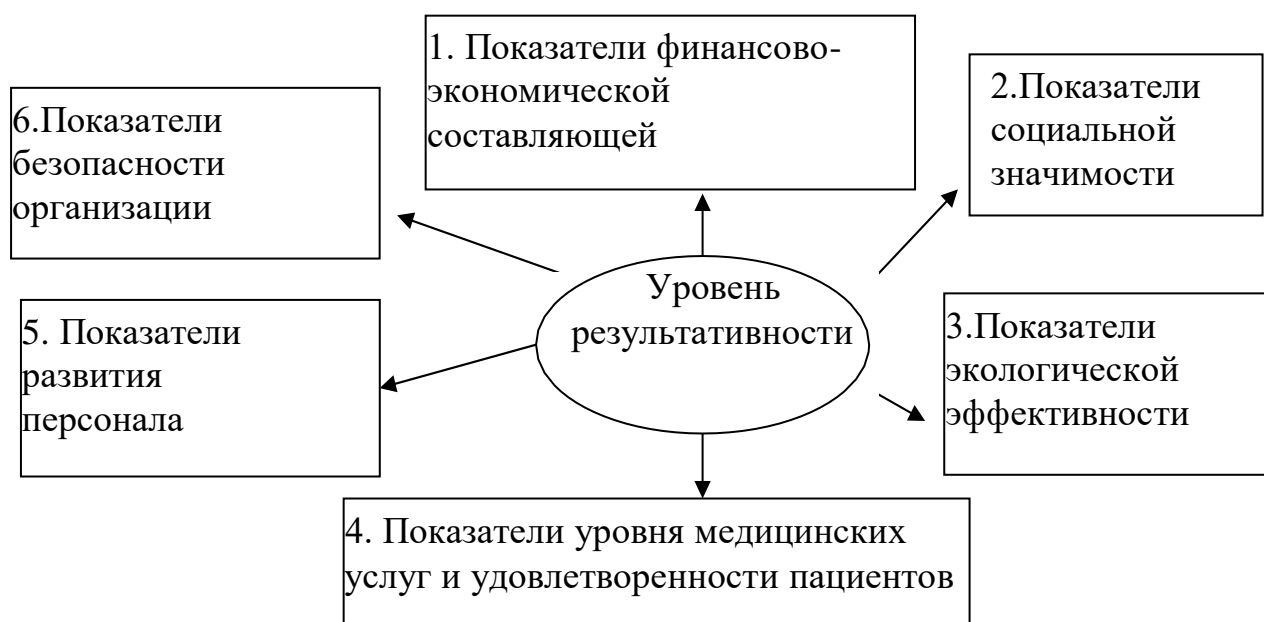 1. Показатели финансово-
экономической
составляющей
2.Показатели
социальной
значимости
6.Показатели
безопасности
организации
Уровень
результативности
3.Показатели
экологической
эффективности
5. Показатели
развития
персонала
4. Показатели уровня медицинских
услуг и удовлетворенности пациентов